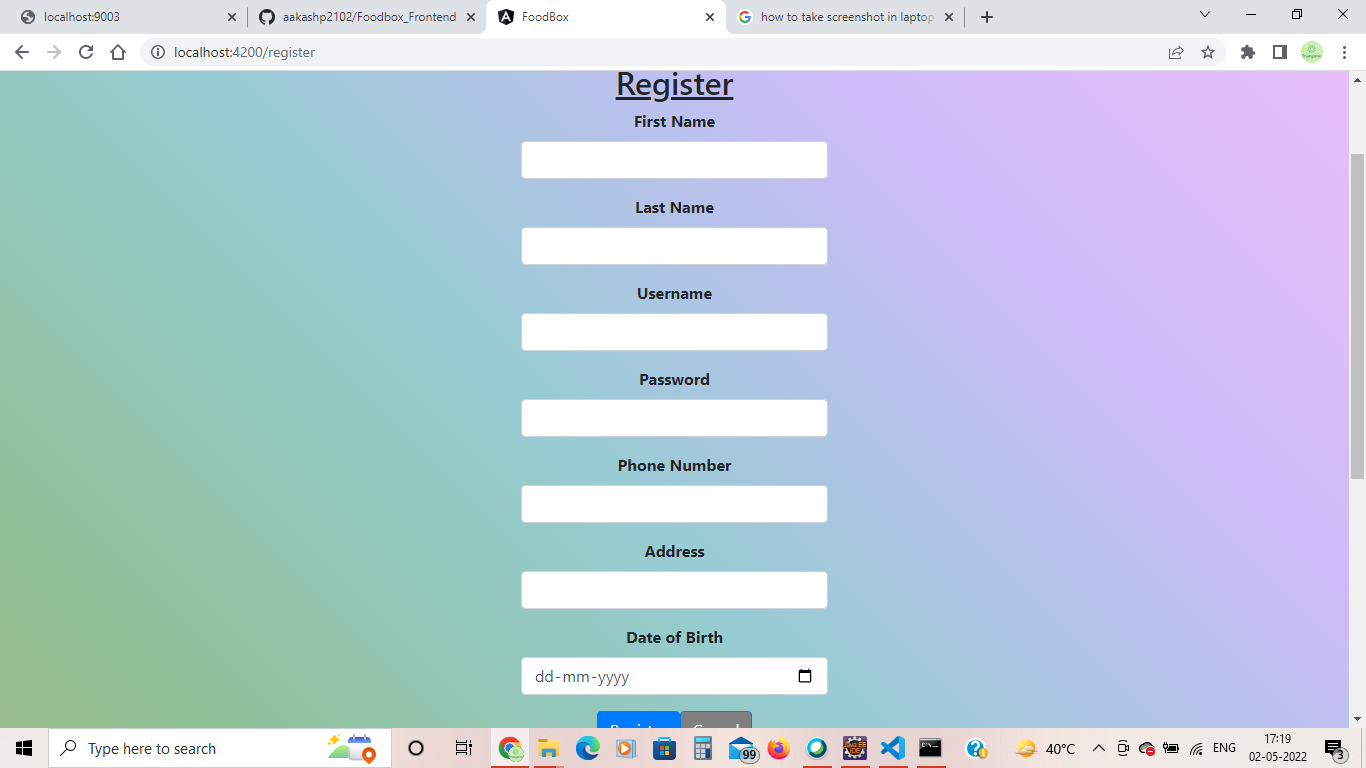 localhost:9003
aakashp2102/Foodbox_Frontend
FoodBox
how to take screenshot in laptop
localhost:4200/register
Register
First Name
Last Name
Username
Password
Phone Number
Address
Date of Birth
dd-mm-yyyy
Type here to search
99
40°C
ENG
17:19
02-05-2022
3